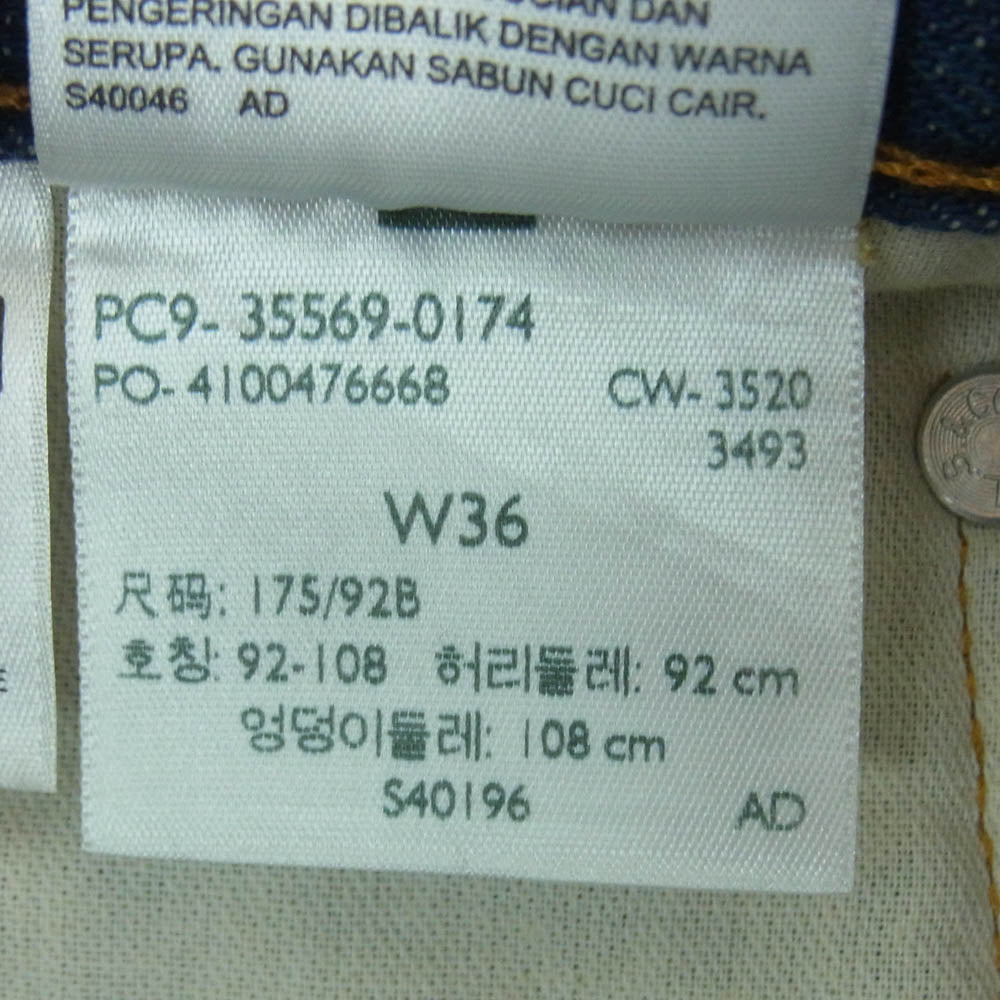 PENGERINGAN DIBALIK DENGAN WARNA
SERUPA. GUNAKAN SABUN CUCI CAIR.
S40046 AD
PC9- 35569-0174
PO- 4100476668 CW- 3520
3493
W36
尺码: 175/92B
호칭: 92-108 허리둘레: 92 cm
엉덩이둘레: 108 cm
S40196 AD